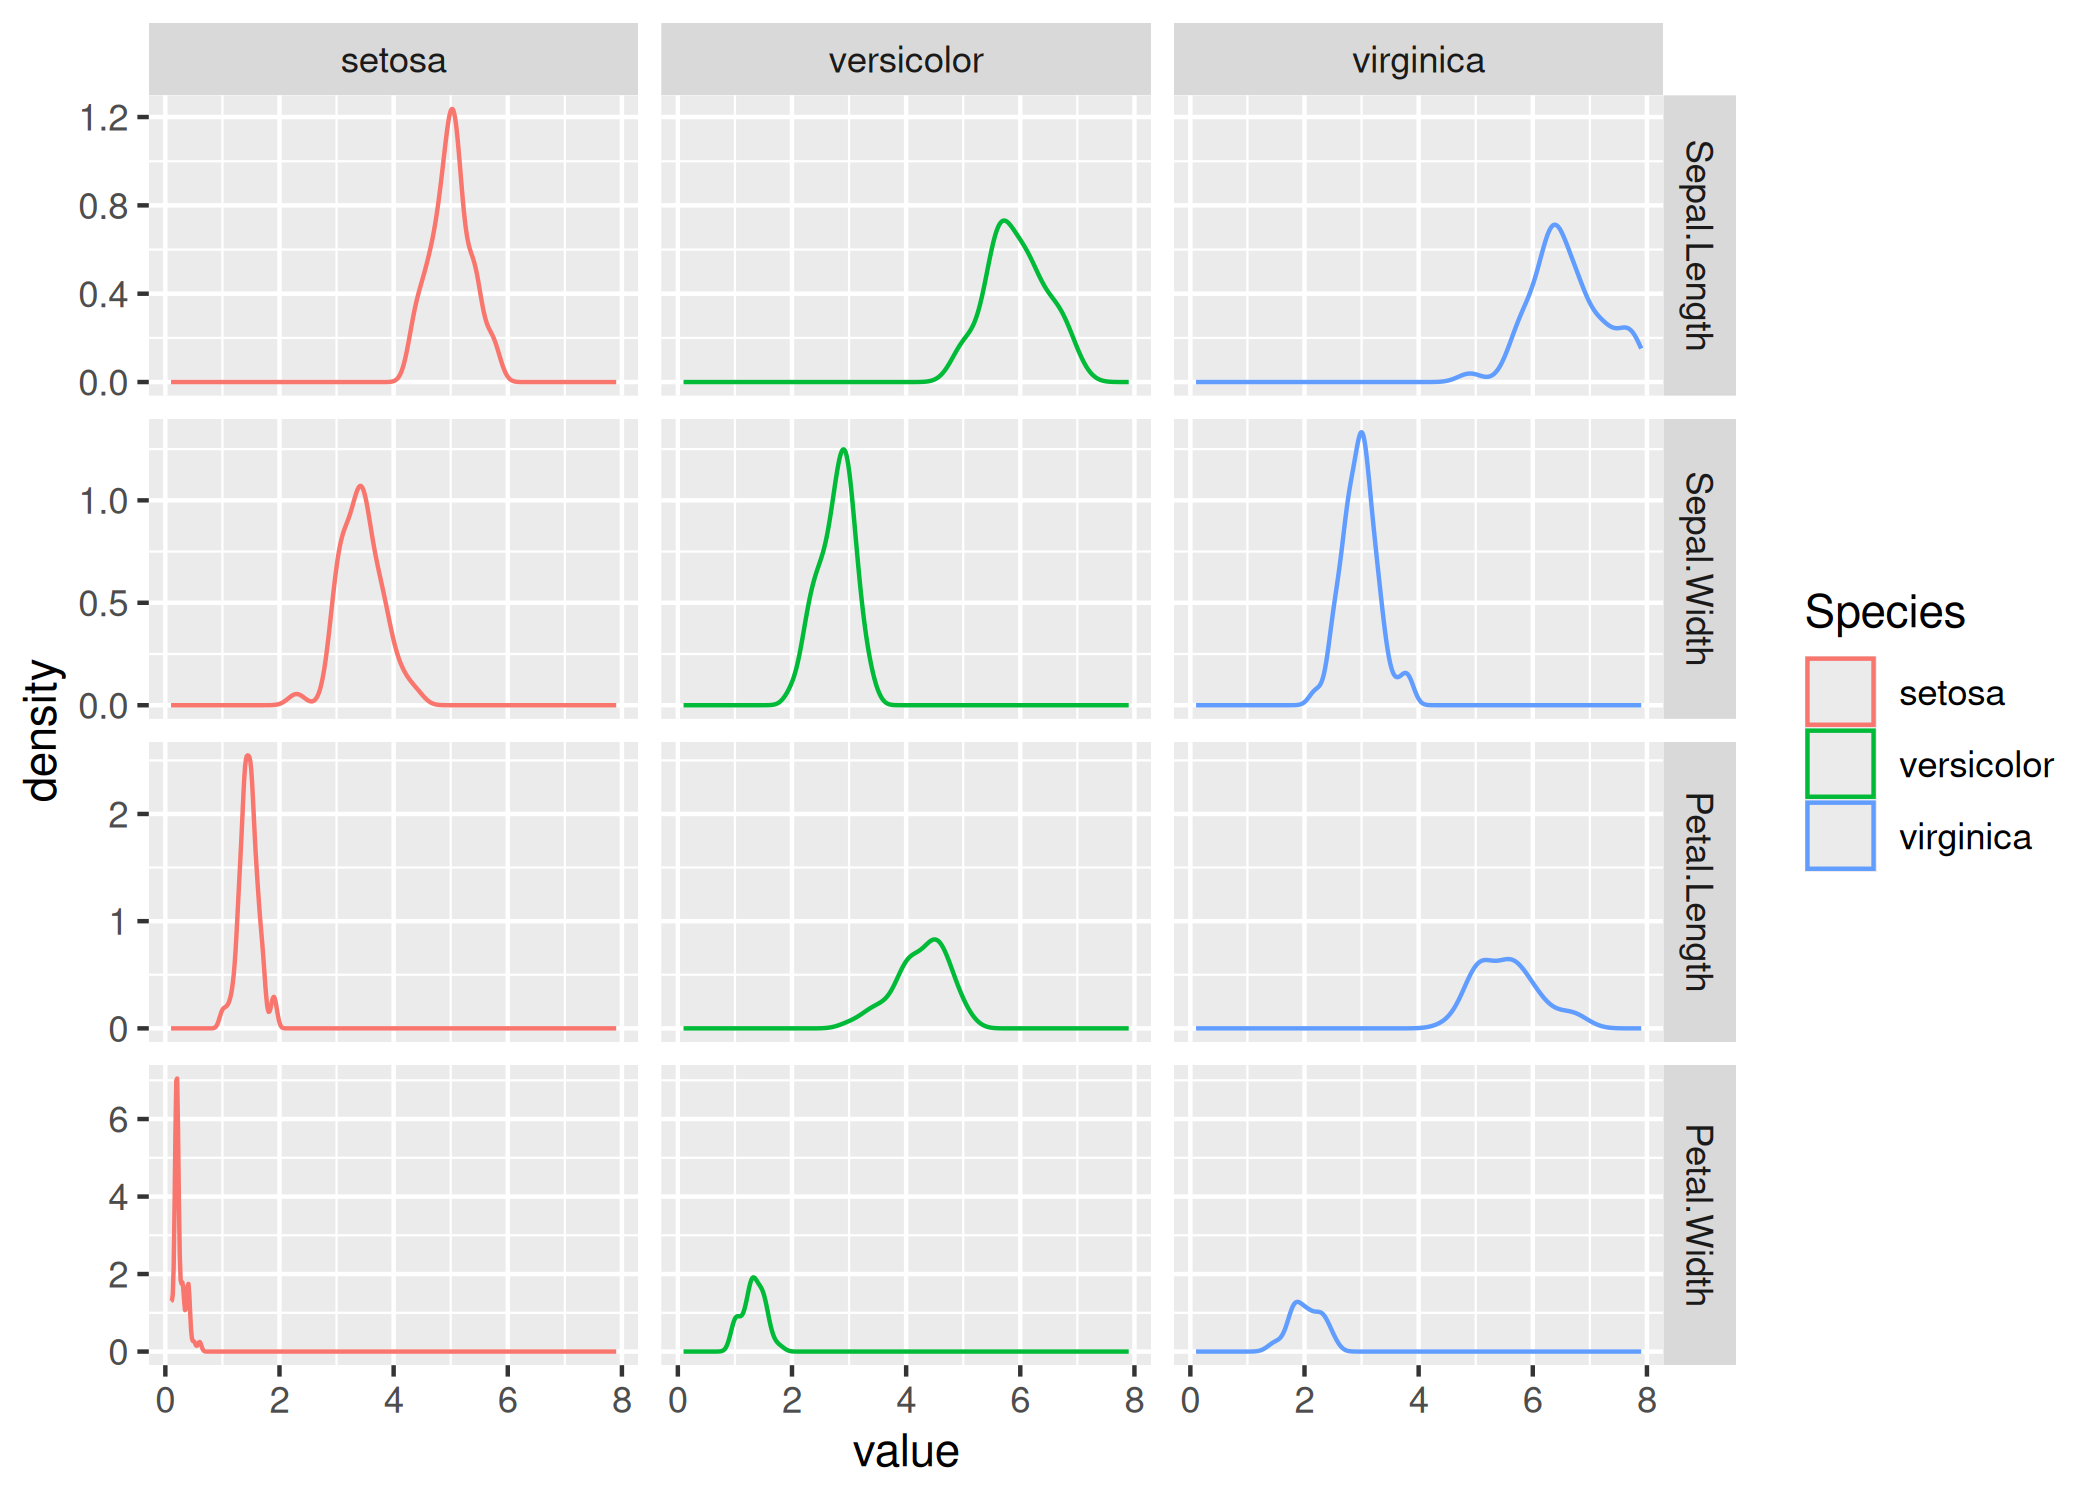 setosa versicolor virginica
1.2
0.8
0.4
0.0
Sepal.Length
1.0
0.5
0.0
Sepal.Width
2
1
0
Petal.Length
6
4
2
0
Petal.Width
0 2 4 6 8 0 2 4 6 8 0 2 4 6 8
value
density
Species
setosa
versicolor
virginica